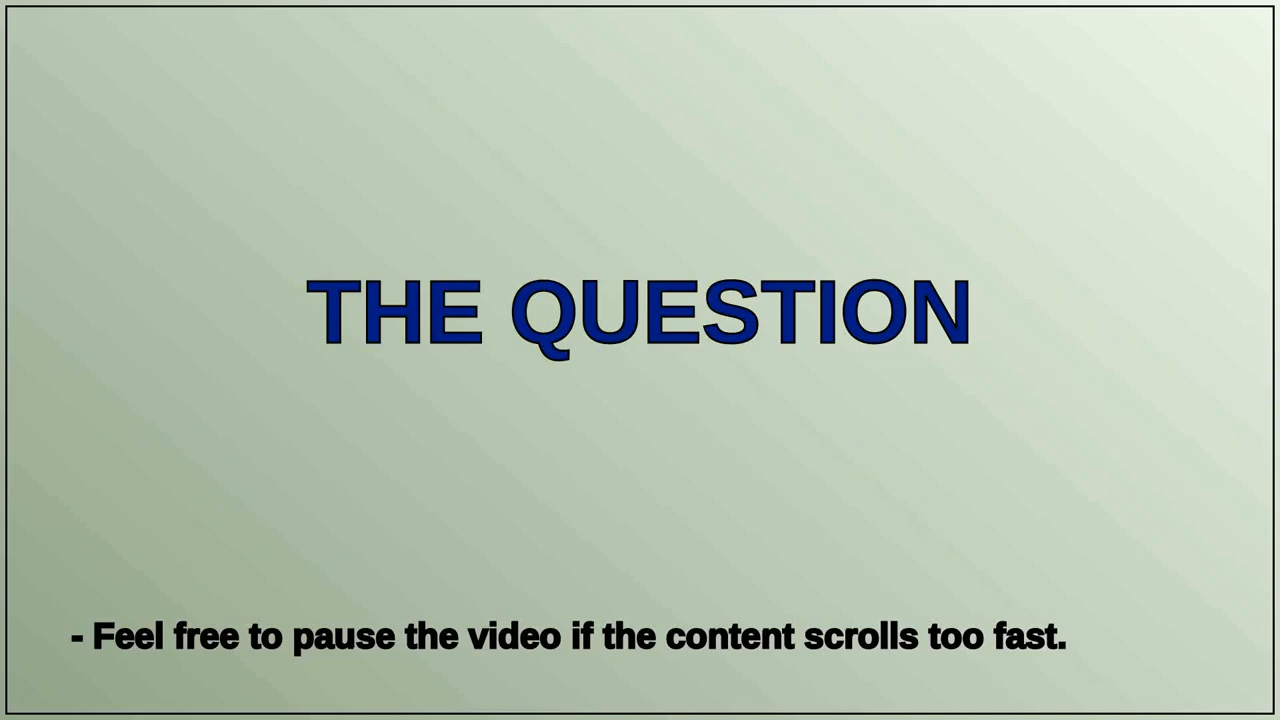 THE QUESTION
- Feel free to pause the video if the content scrolls too fast.